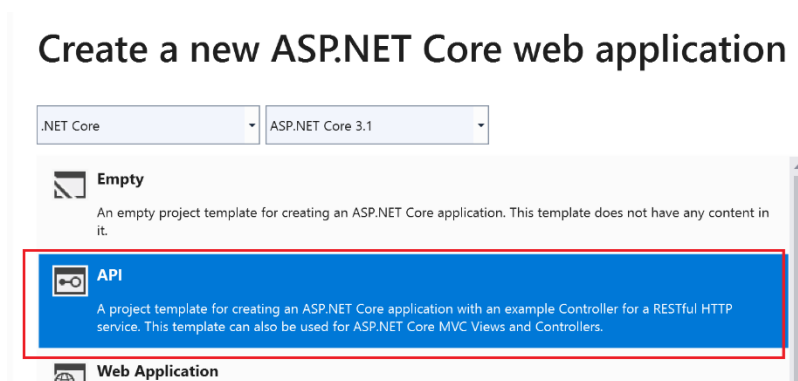 Create a new ASP.NET Core web application
.NET Core
ASP.NET Core 3.1
Empty
An empty project template for creating an ASP.NET Core application. This template does not have any content in
it.
API
A project template for creating an ASP.NET Core application with an example Controller for a RESTful HTTP
service. This template can also be used for ASP.NET Core MVC Views and Controllers.
Web Application